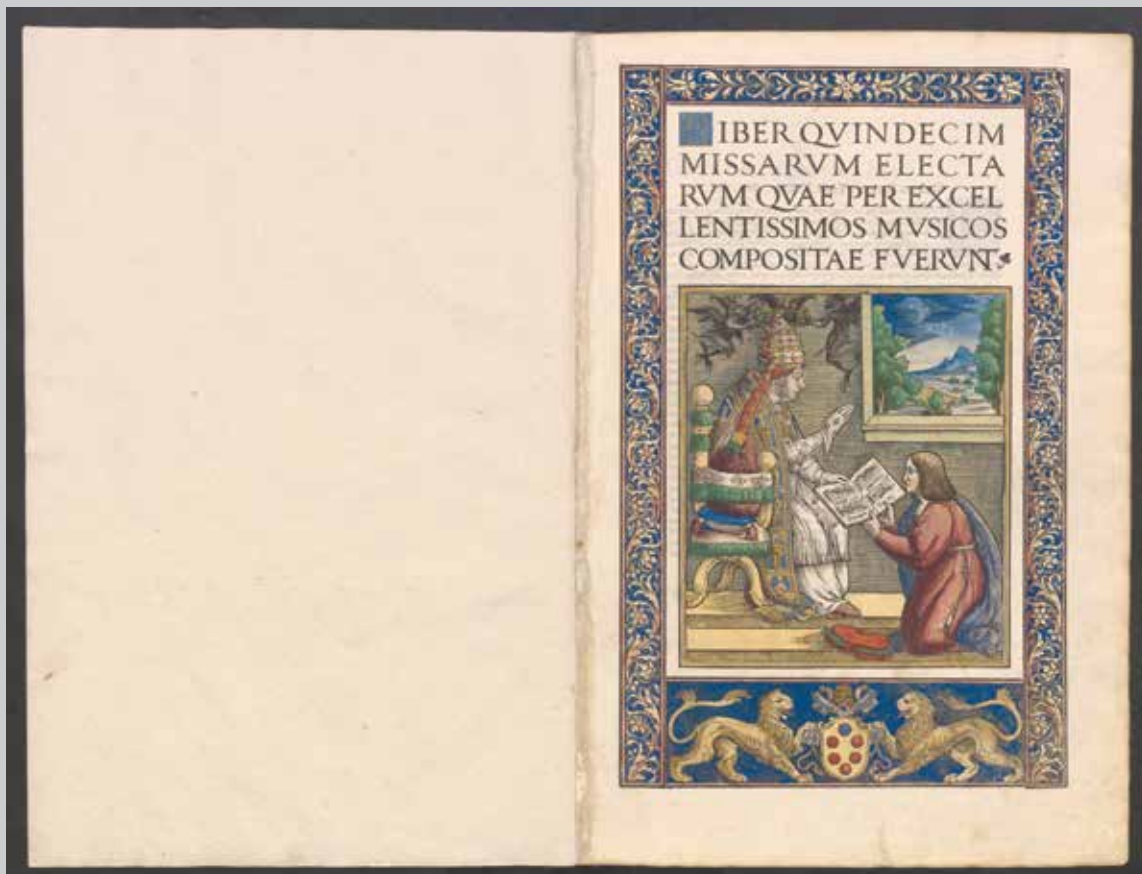 LIBER QVINDECIM
MISSARVM ELECTA
RVM QVAE PER EXCEL
LENTISSIMOS MVSICOS
COMPOSITAE FVERVNT